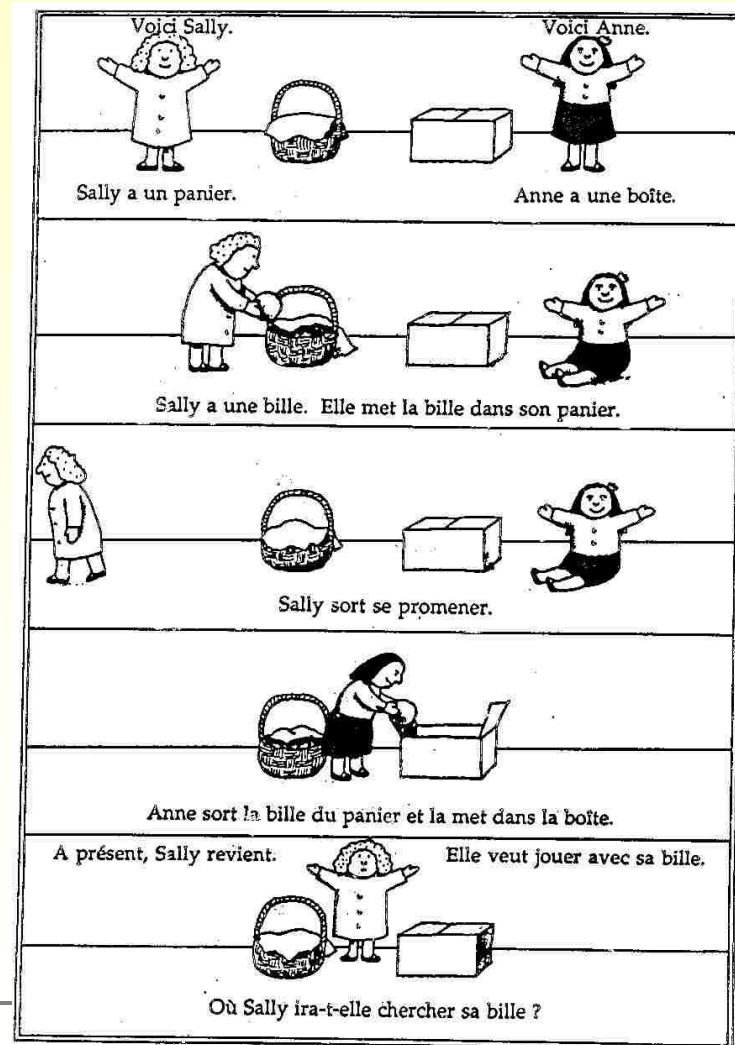 Voici Sally. Voici Anne.
Sally a un panier. Anne a une boîte.
Sally a une bille. Elle met la bille dans son panier.
Sally sort se promener.
Anne sort la bille du panier et la met dans la boîte.
A présent, Sally revient. Elle veut jouer avec sa bille.
Où Sally ira-t-elle chercher sa bille ?